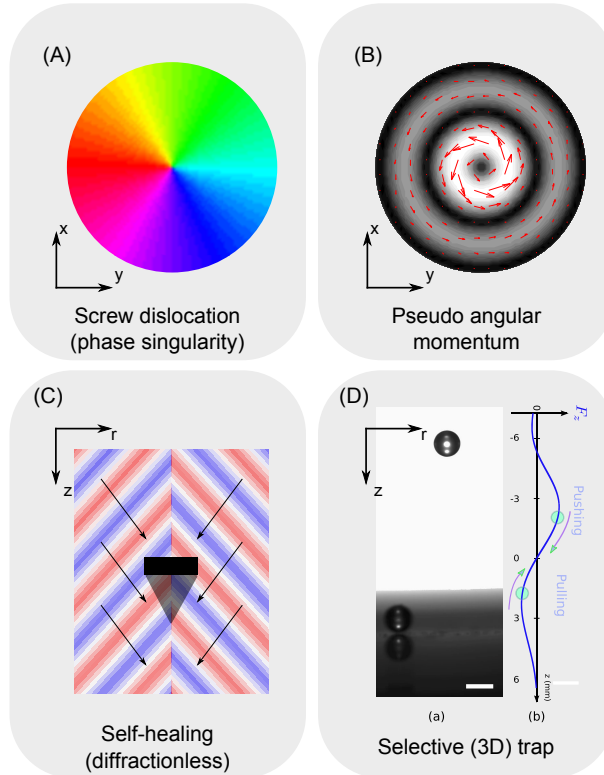 (A)
x
y
Screw dislocation
(phase singularity)
(B)
x
y
Pseudo angular
momentum
(C)
r
z
Self-healing
(diffractionless)
(D)
r
z
0
F_z
-6
-3
0
3
6
Pushing
Pulling
z (mm)
(a)
(b)
Selective (3D) trap